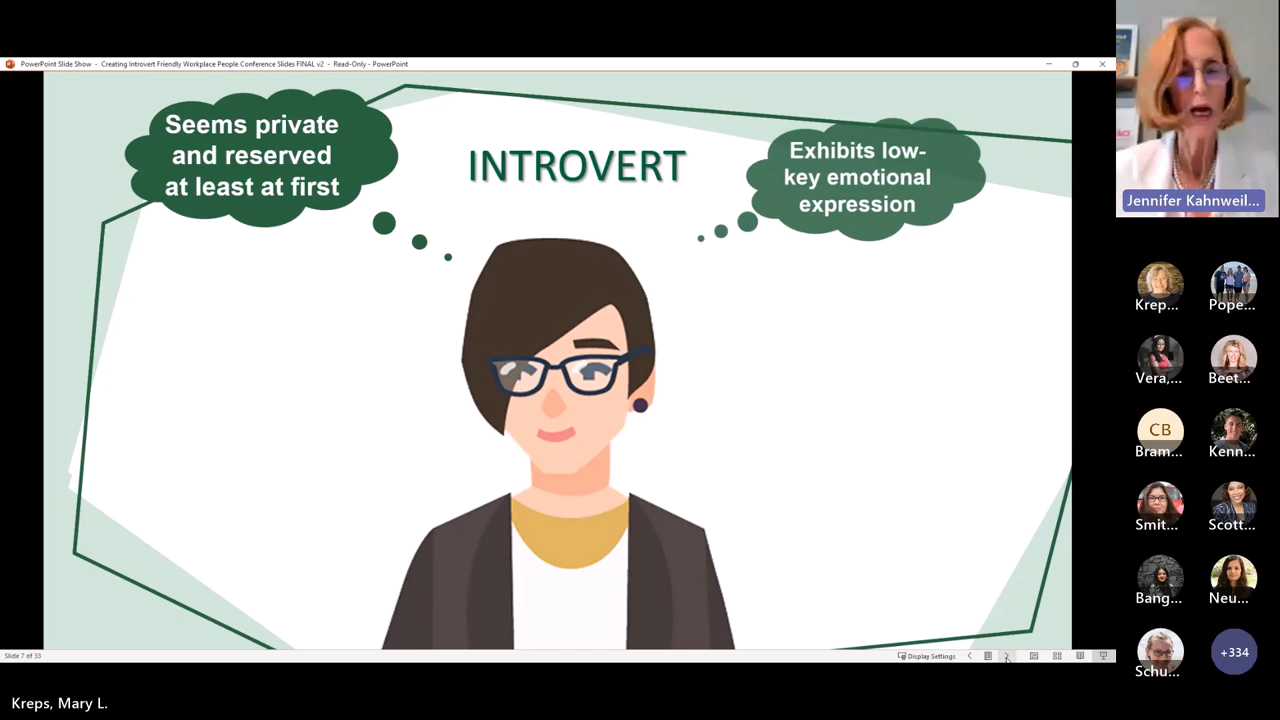 PowerPoint Slide Show - Creating Introvert Friendly Workplace People Conference Slides FINAL v2 - Read-Only - PowerPoint
Seems private
and reserved
at least at first
INTROVERT
Exhibits low-
key emotional
expression
Jennifer Kahnweil...
Krep...
Pope...
Vera,...
Beet...
CB
Bram...
Kenn...
Smit...
Scott...
Bang...
Neu...
Schu...
+334
Slide 7 of 33
Display Settings
Kreps, Mary L.